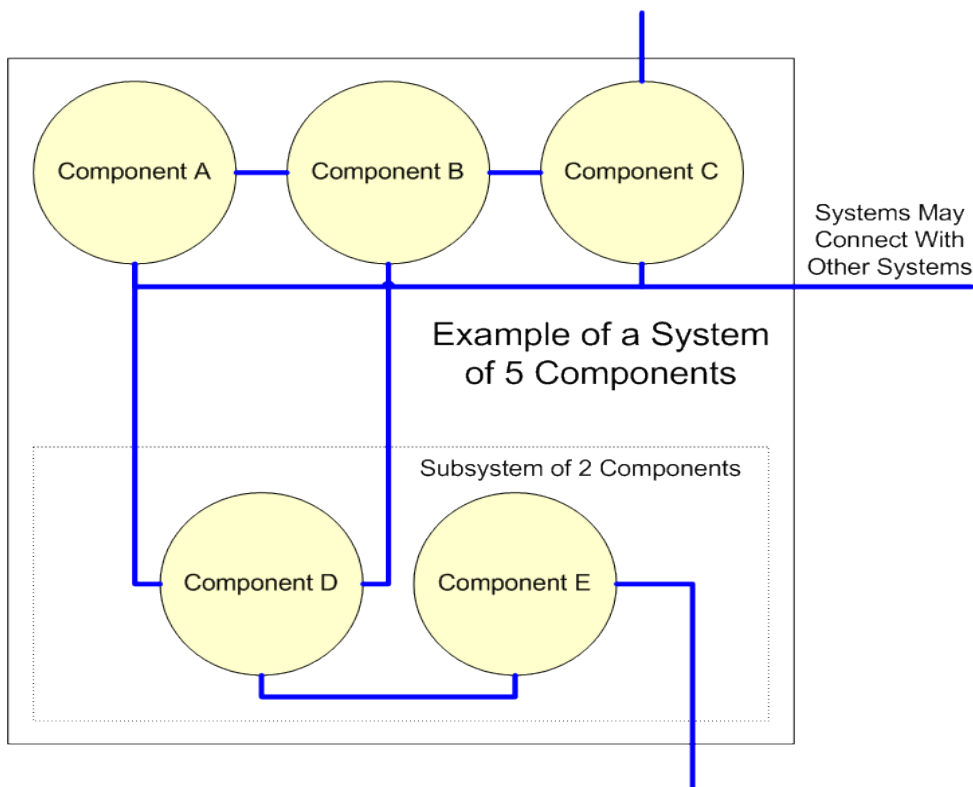 Component A
Component B
Component C
Systems May
Connect With
Other Systems
Example of a System
of 5 Components
Subsystem of 2 Components
Component D
Component E